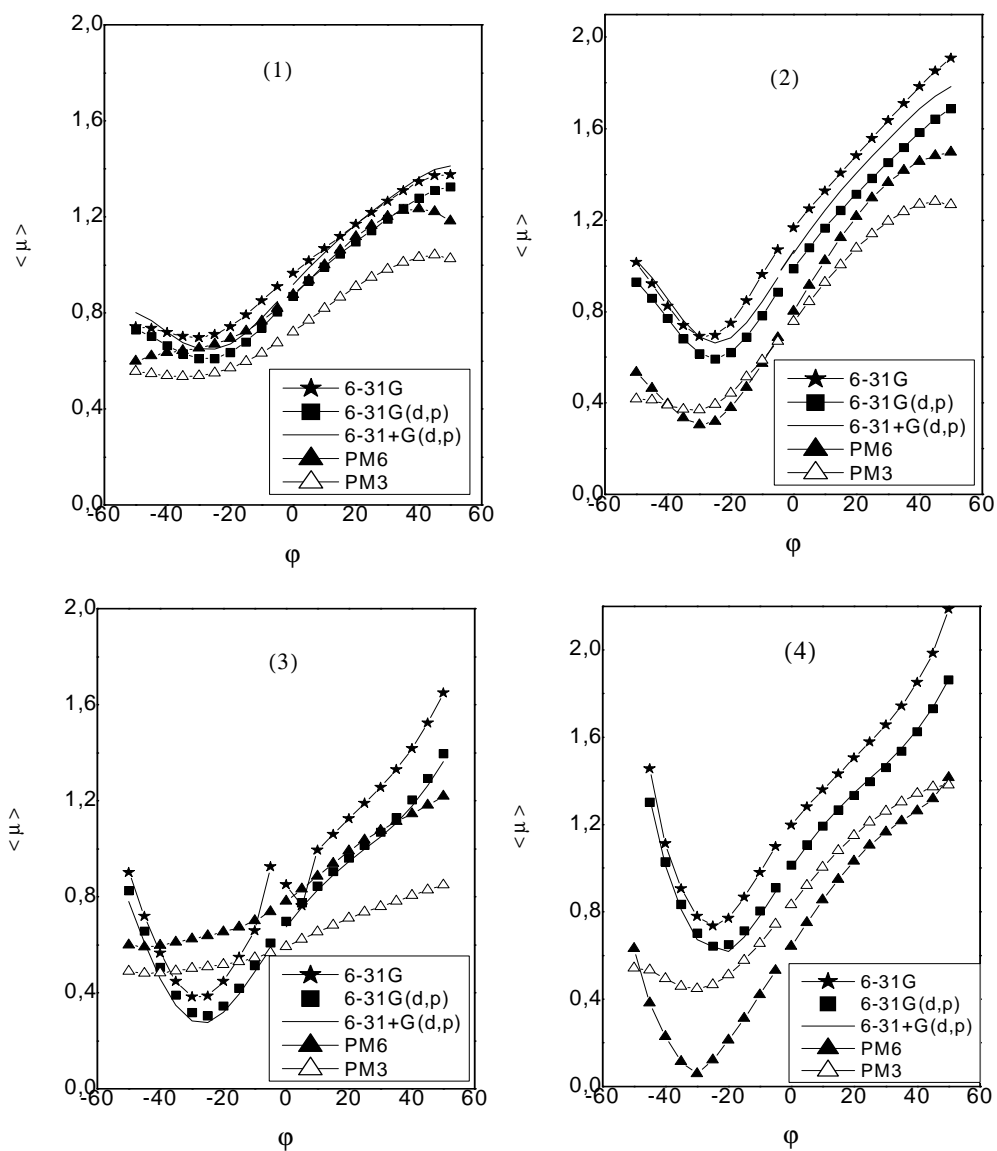 2,0
1,6
1,2
0,8
0,4
0,0
< μ >
(1)
6-31G
6-31G(d,p)
6-31+G(d,p)
PM6
PM3
-60 -40 -20 0 20 40 60
φ
2,0
1,6
1,2
0,8
0,4
0,0
< μ >
(2)
6-31G
6-31G(d,p)
6-31+G(d,p)
PM6
PM3
-60 -40 -20 0 20 40 60
φ
2,0
1,6
1,2
0,8
0,4
0,0
< μ >
(3)
6-31G
6-31G(d,p)
6-31+G(d,p)
PM6
PM3
-60 -40 -20 0 20 40 60
φ
2,0
1,6
1,2
0,8
0,4
0,0
< μ >
(4)
6-31G
6-31G(d,p)
6-31+G(d,p)
PM6
PM3
-60 -40 -20 0 20 40 60
φ